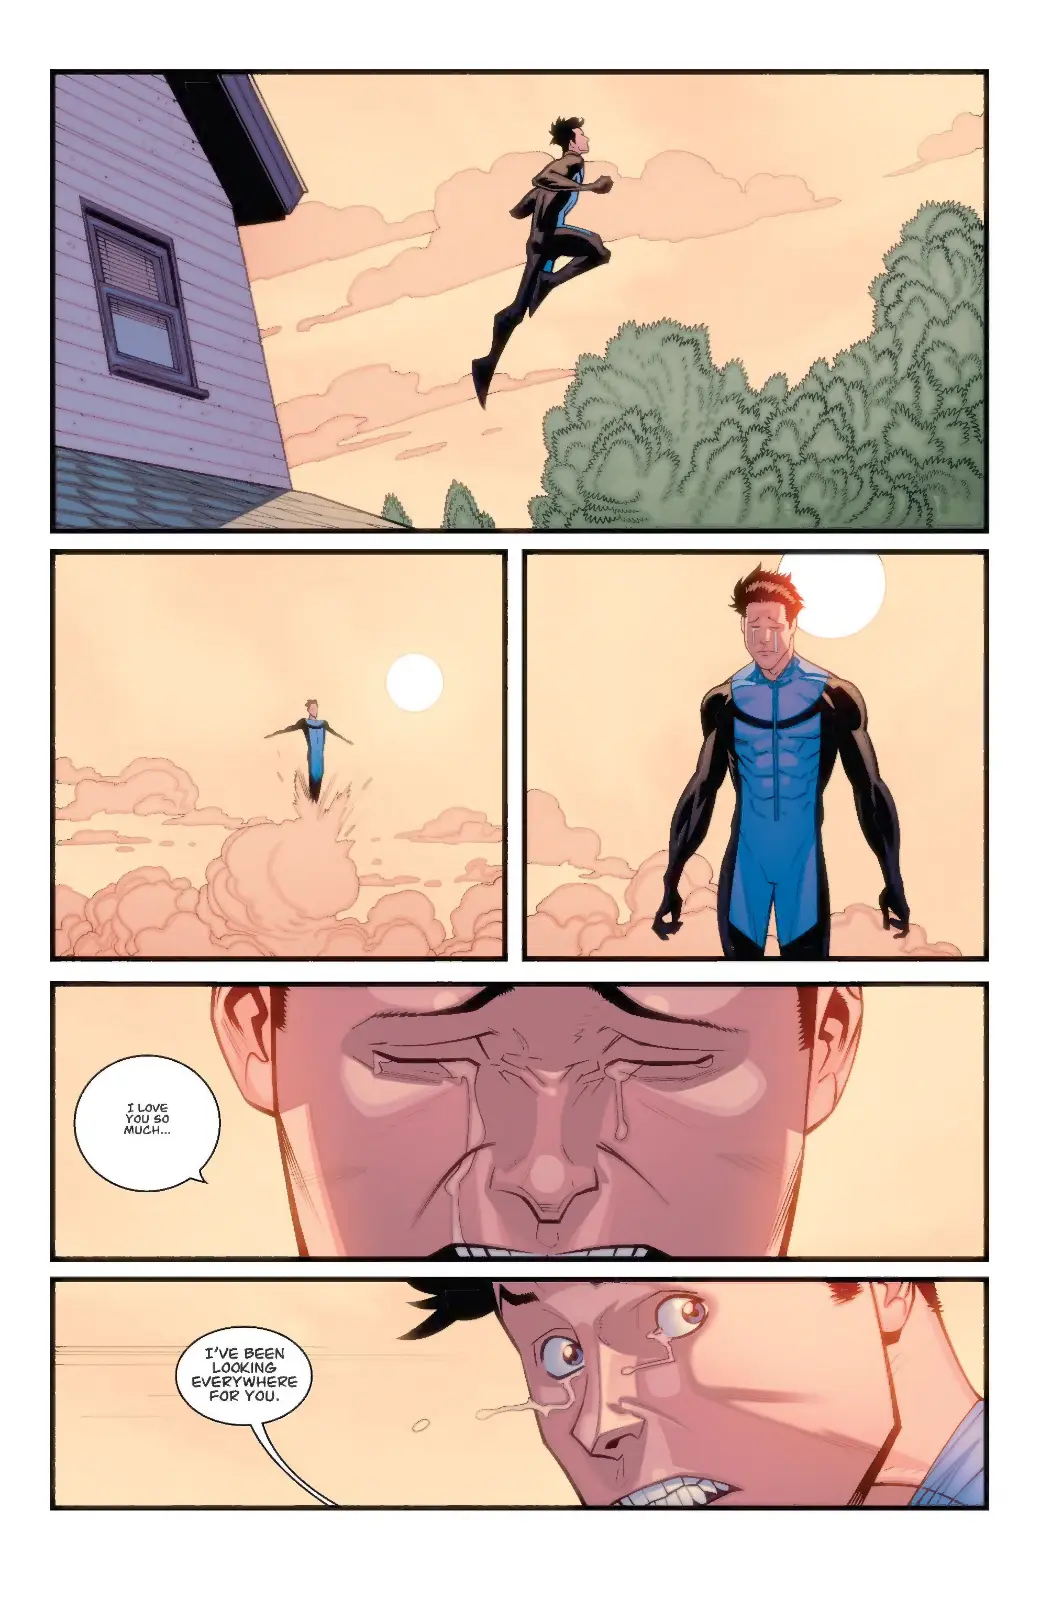 I LOVE
YOU SO
MUCH...
I'VE BEEN
LOOKING
EVERYWHERE
FOR YOU.